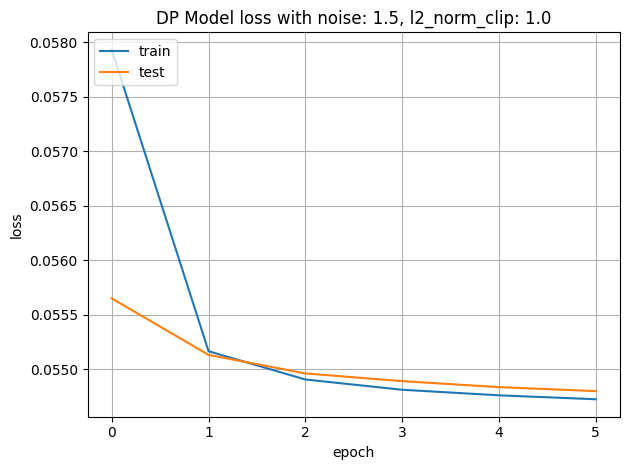 DP Model loss with noise: 1.5, l2_norm_clip: 1.0
train
test
0.0580
0.0575
0.0570
0.0565
0.0560
0.0555
0.0550
loss
0 1 2 3 4 5
epoch